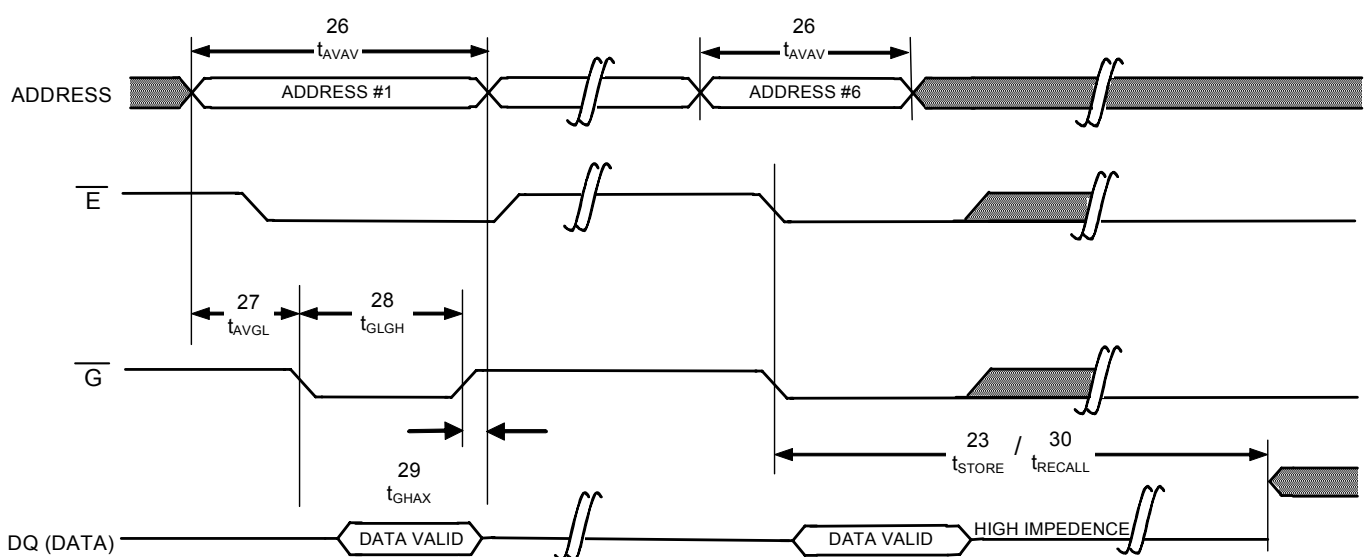 26
tAVAV
26
tAVAV
ADDRESS
ADDRESS #1
ADDRESS #6
E
27
tAVGL
28
tGLGH
G
23 / 30
tSTORE tRECALL
29
tGHAX
DQ (DATA)
DATA VALID
DATA VALID
HIGH IMPEDENCE